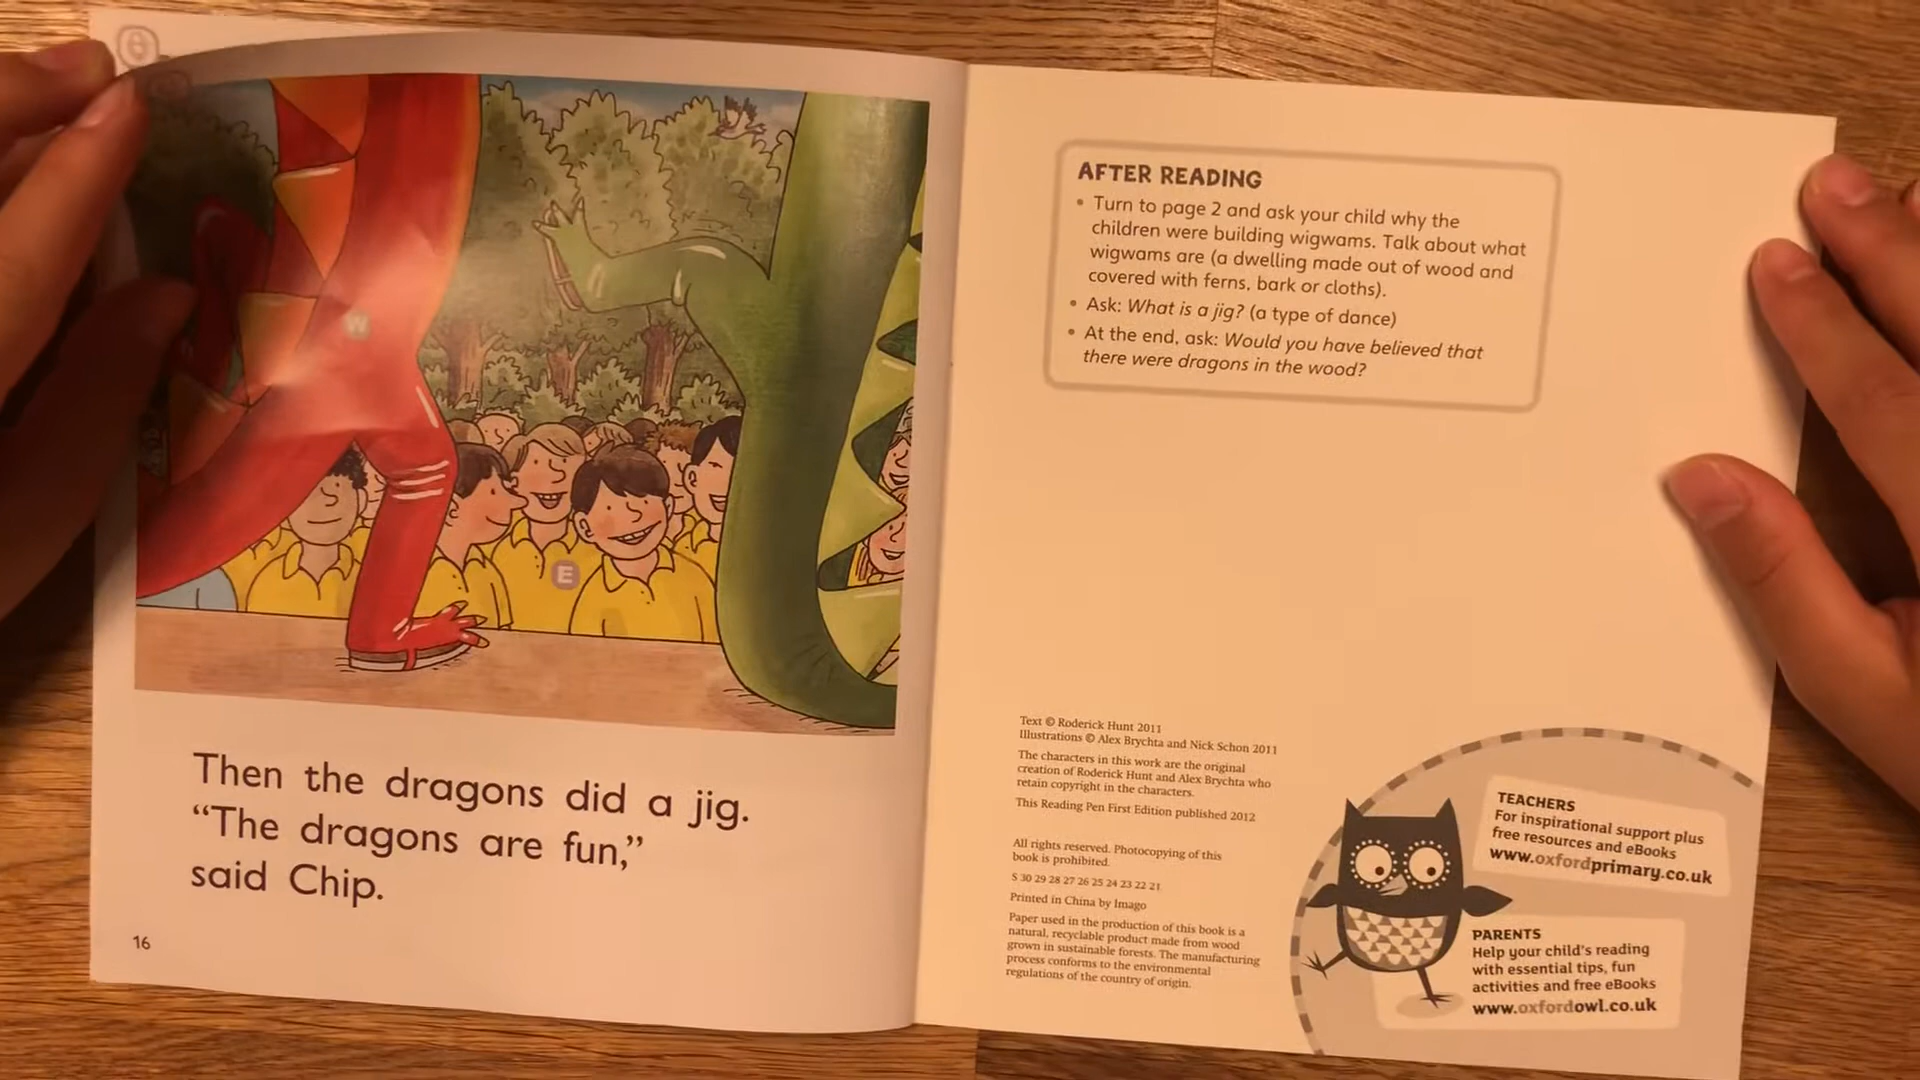 W
E
Then the dragons did a jig.
“The dragons are fun,”
said Chip.
16
AFTER READING
• Turn to page 2 and ask your child why the
children were building wigwams. Talk about what
wigwams are (a dwelling made out of wood and
covered with ferns, bark or cloths).
• Ask: What is a jig? (a type of dance)
• At the end, ask: Would you have believed that
there were dragons in the wood?
Text © Roderick Hunt 2011
Illustrations © Alex Brychta and Nick Schon 2011
The characters in this work are the original
creation of Roderick Hunt and Alex Brychta who
retain copyright in the characters.
This Reading Pen First Edition published 2012
All rights reserved. Photocopying of this
book is prohibited.
S 30 29 28 27 26 25 24 23 22 21
Printed in China by Imago
Paper used in the production of this book is a
natural, recyclable product made from wood
grown in sustainable forests. The manufacturing
process conforms to the environmental
regulations of the country of origin.
TEACHERS
For inspirational support plus
free resources and eBooks
www.oxfordprimary.co.uk
PARENTS
Help your child's reading
with essential tips, fun
activities and free eBooks
www.oxfordowl.co.uk